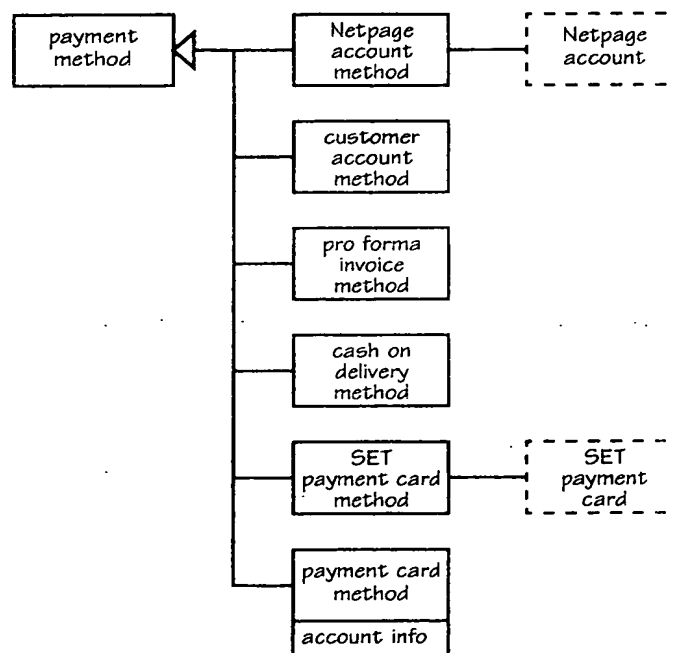 payment
method
Netpage
account
method
Netpage
account
customer
account
method
pro forma
invoice
method
cash on
delivery
method
SET
payment card
method
SET
payment
card
payment card
method
account info